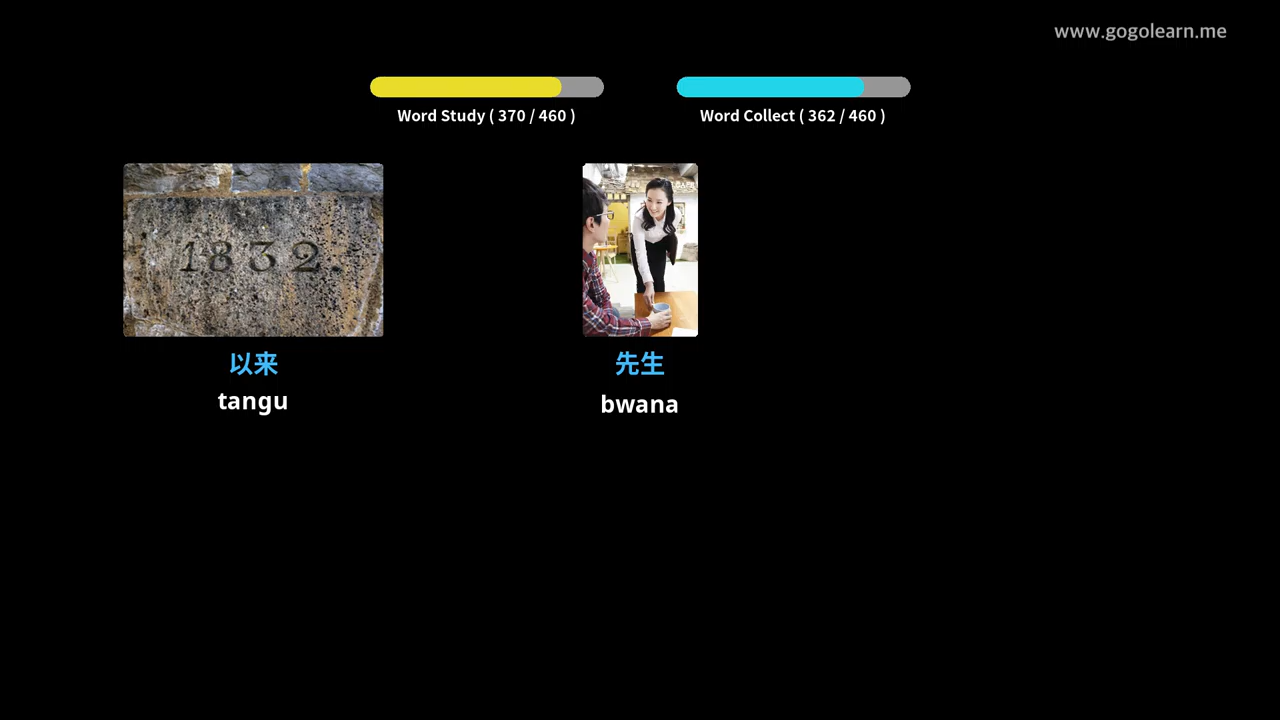 www.gogolearn.me
Word Study ( 370 / 460 )
Word Collect ( 362 / 460 )
1832.
以来
先生
tangu
bwana